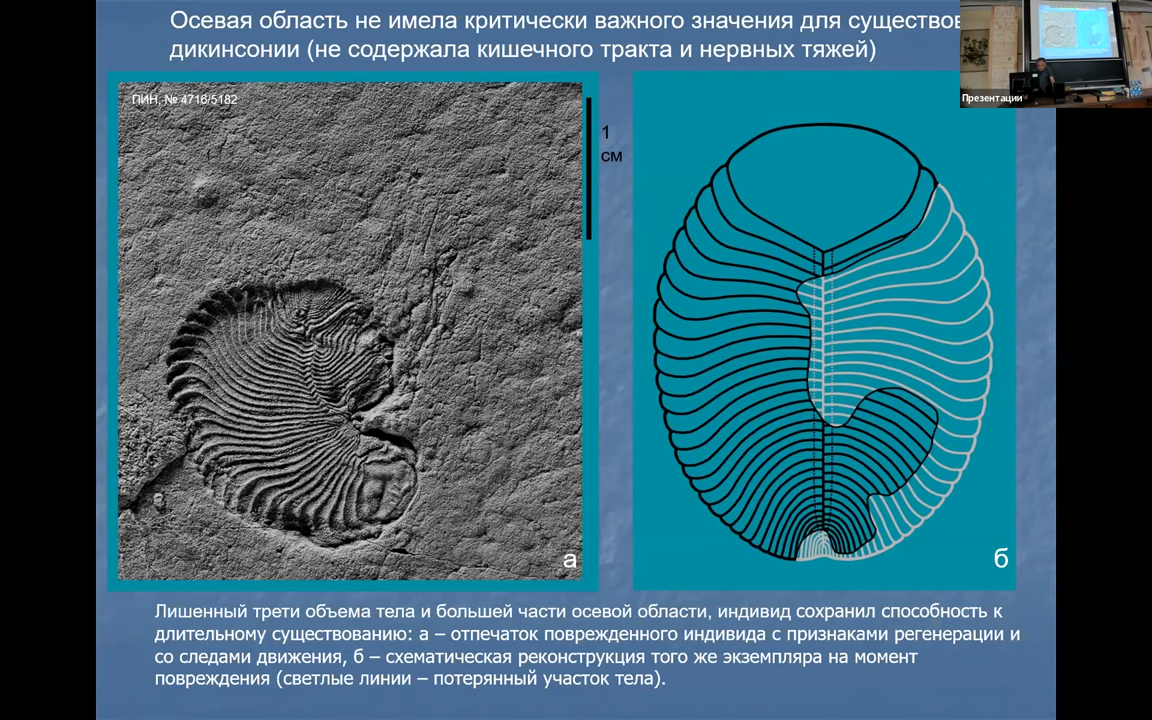 Осевая область не имела критически важного значения для существов
дикинсонии (не содержала кишечного тракта и нервных тяжей)
Презентации
ПИН, № 4716/5182
1
см
а
б
Лишенный трети объема тела и большей части осевой области, индивид сохранил способность к
длительному существованию: а – отпечаток поврежденного индивида с признаками регенерации и
со следами движения, б – схематическая реконструкция того же экземпляра на момент
повреждения (светлые линии – потерянный участок тела).